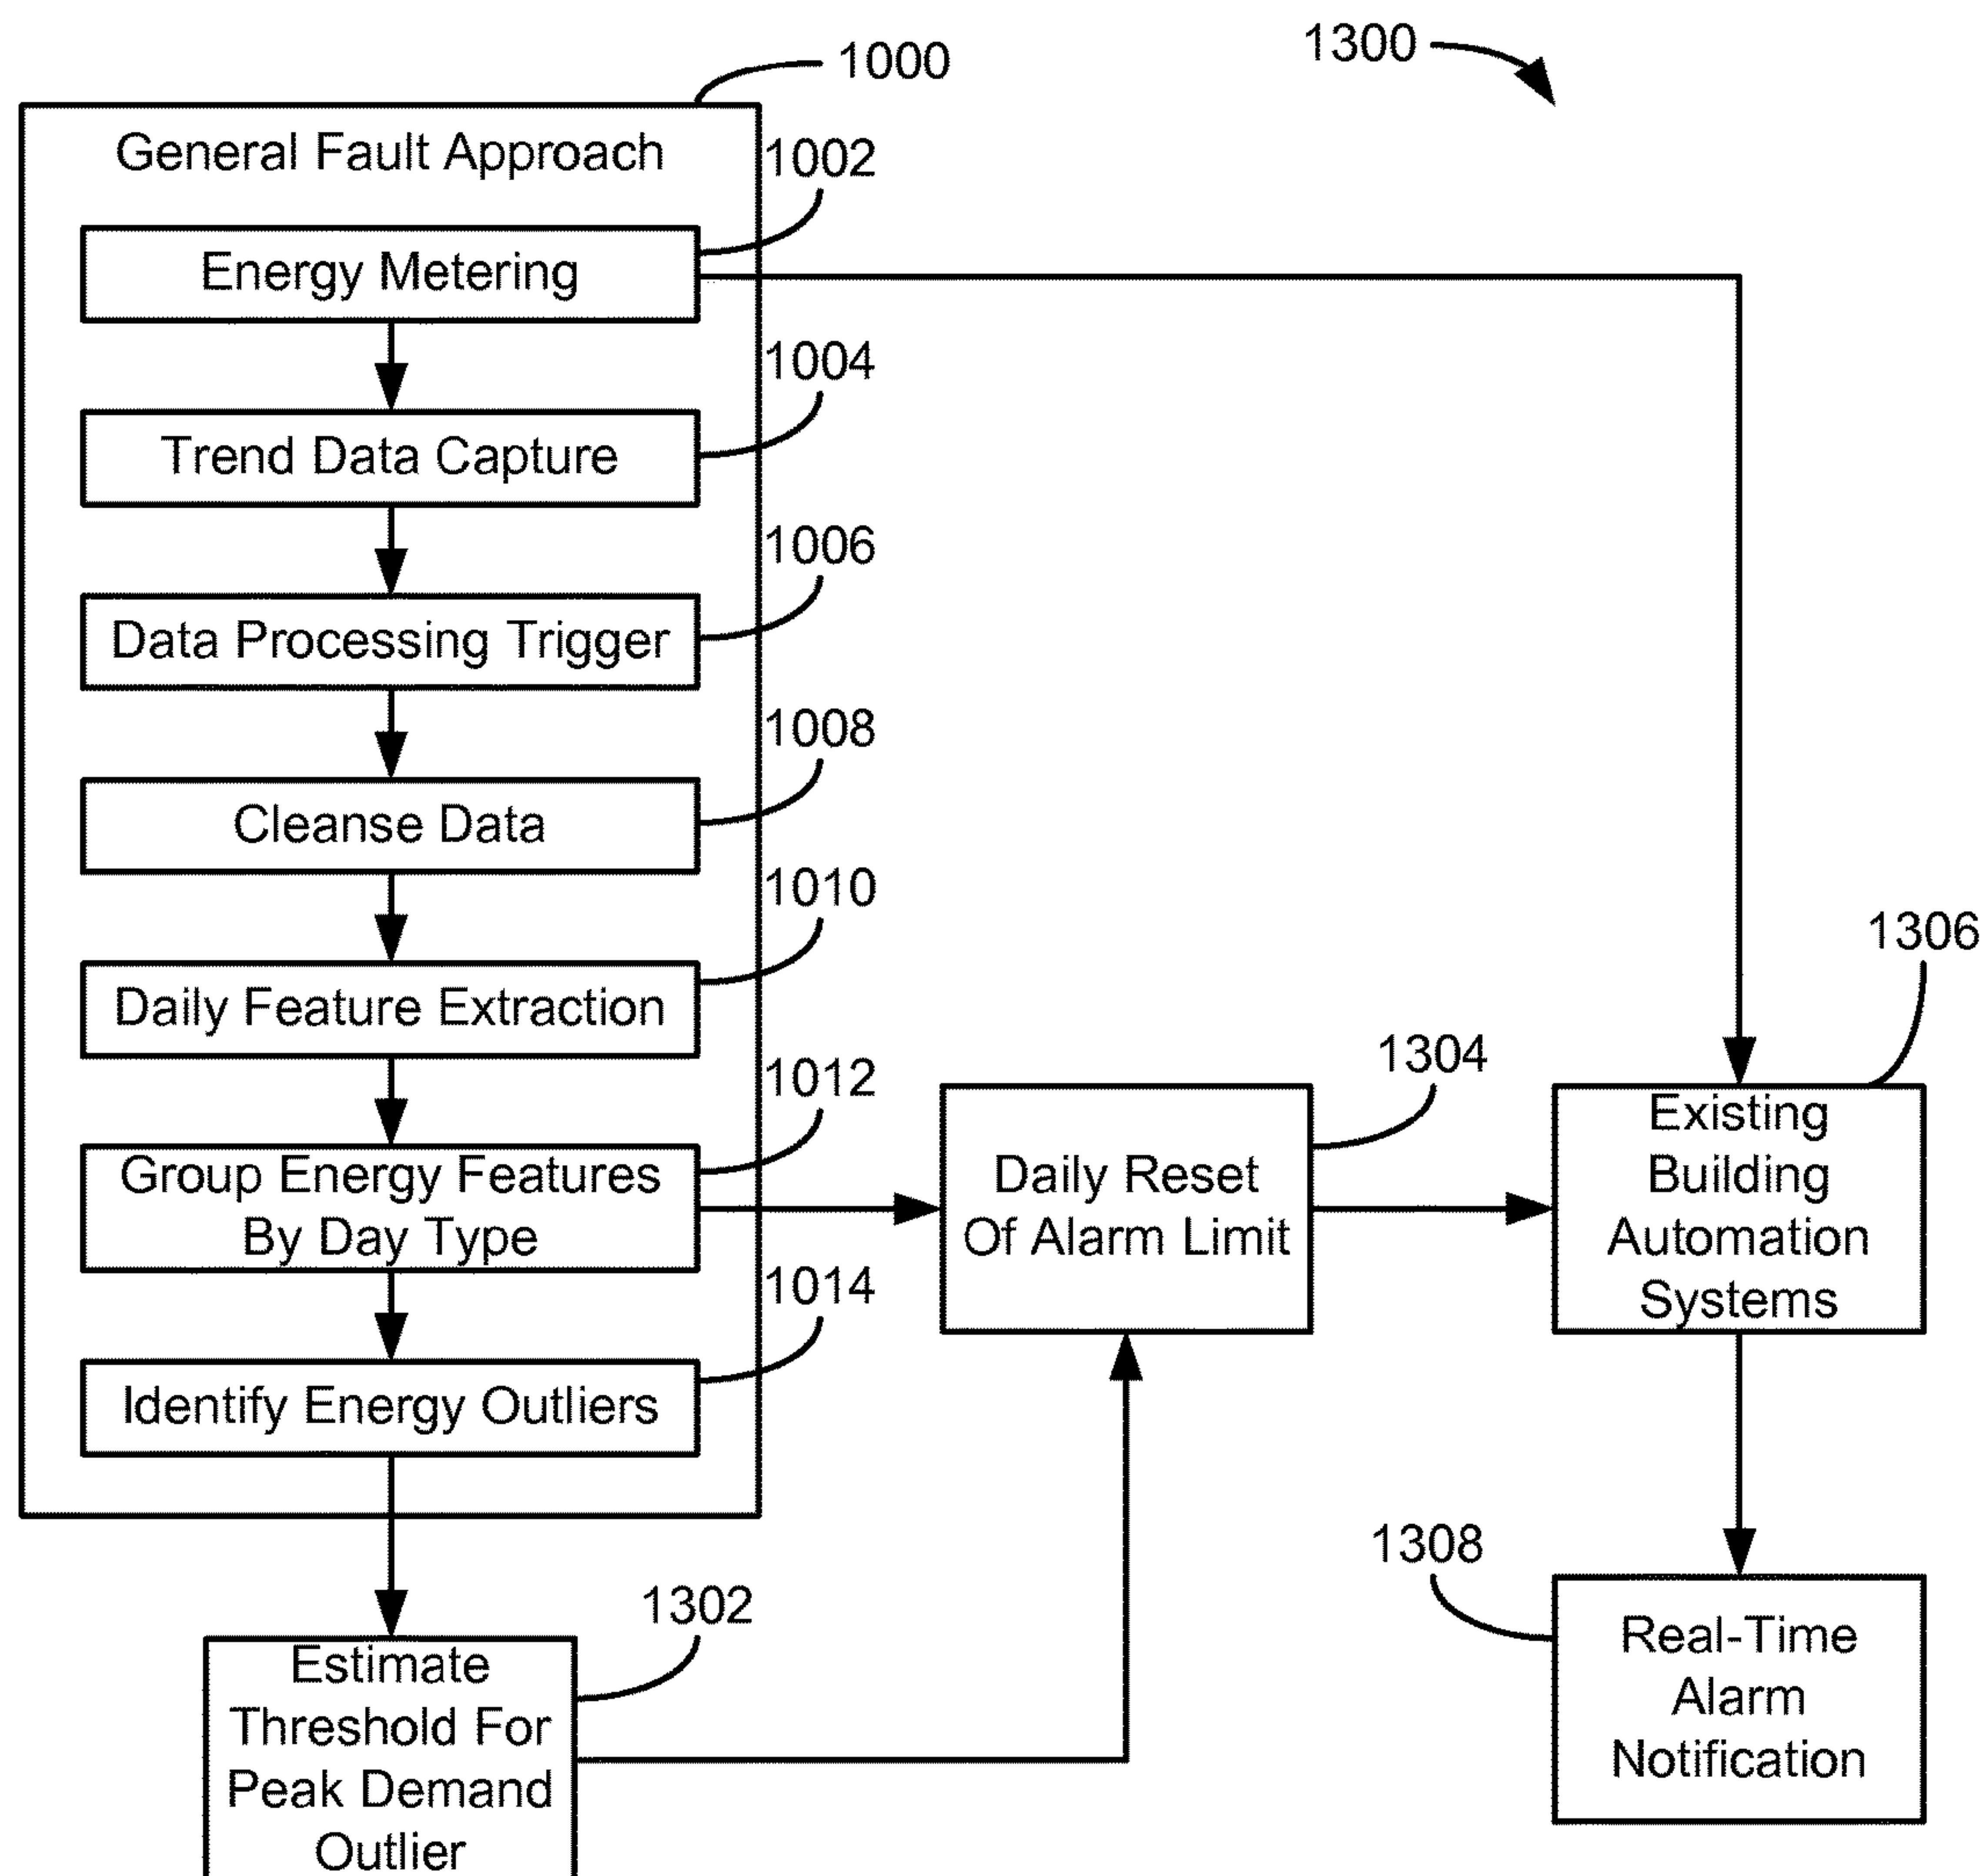 1000
1300
General Fault Approach
1002
Energy Metering
1004
Trend Data Capture
1006
Data Processing Trigger
1008
Cleanse Data
1010
Daily Feature Extraction
1012
Group Energy Features
By Day Type
1014
Identify Energy Outliers
1302
Estimate
Threshold For
Peak Demand
Outlier
1304
Daily Reset
Of Alarm Limit
1306
Existing
Building
Automation
Systems
1308
Real-Time
Alarm
Notification